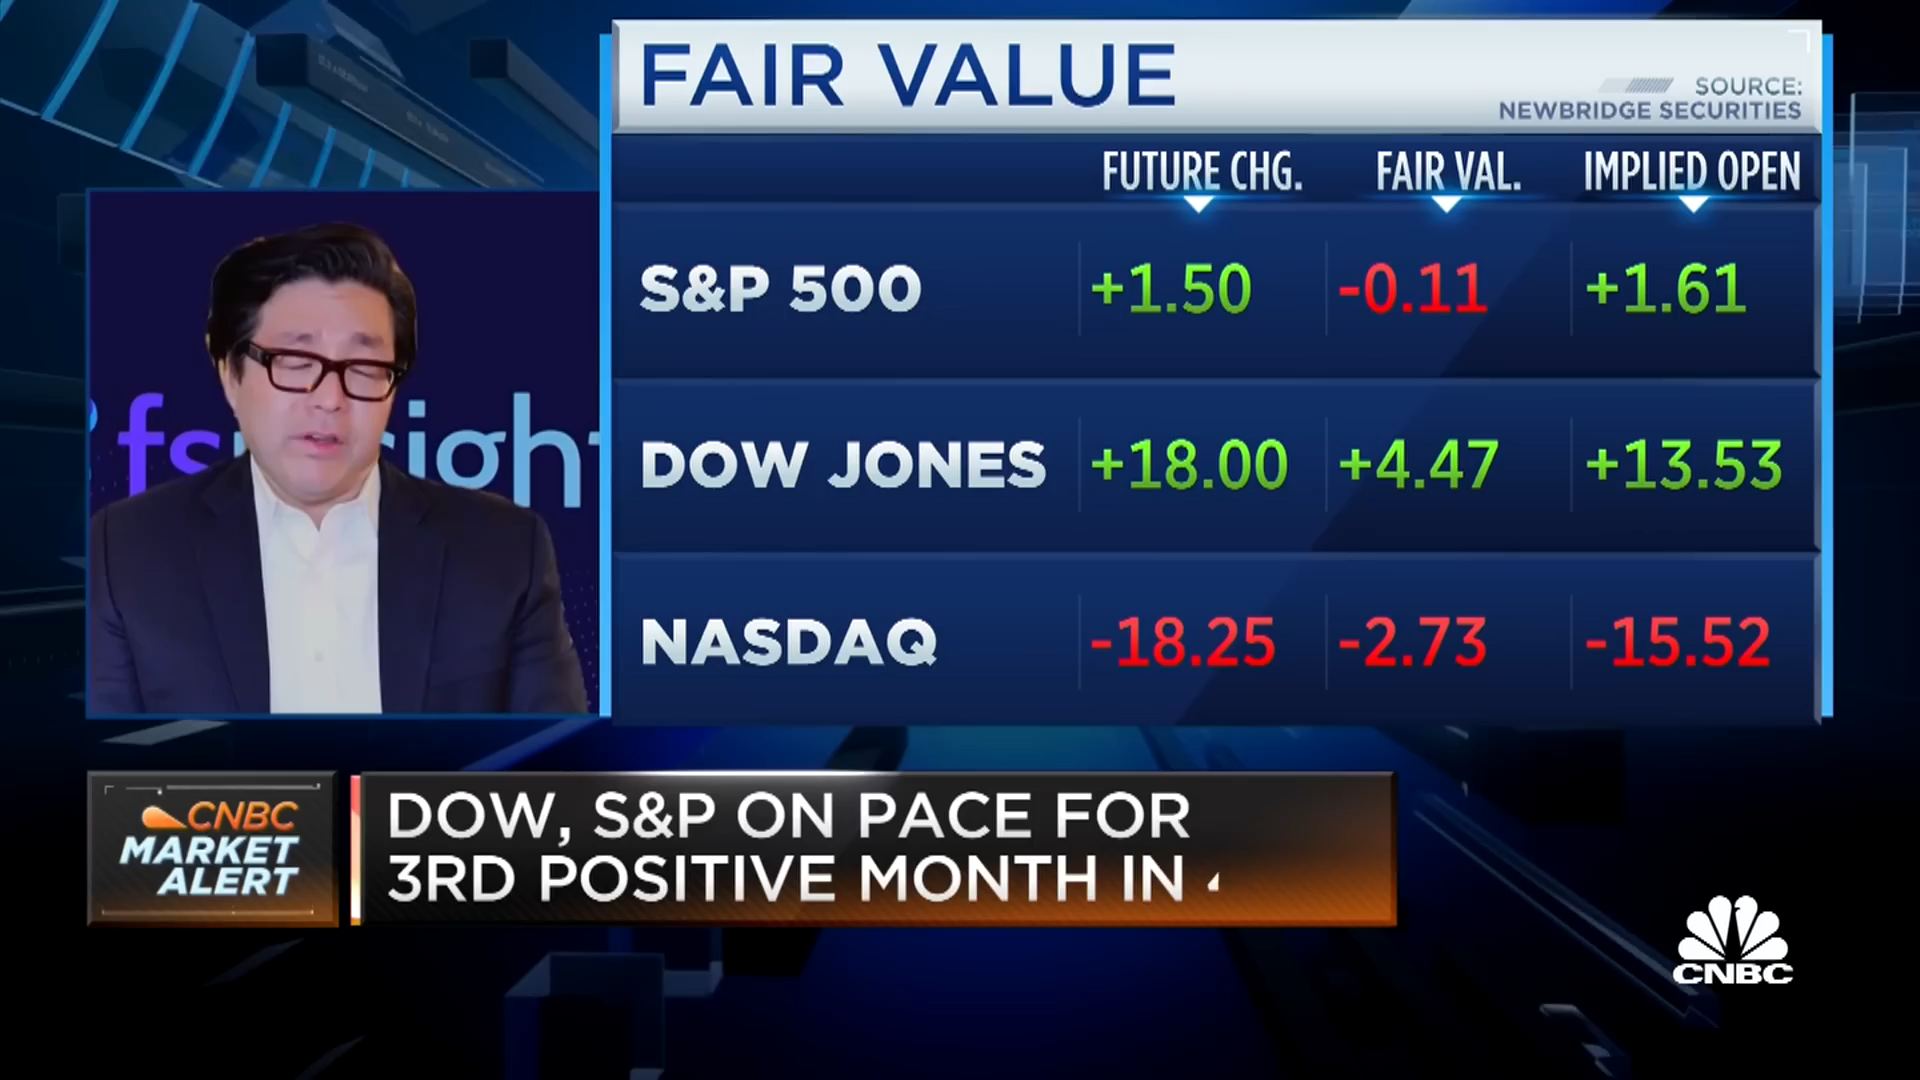 FAIR VALUE
SOURCE:
NEWBRIDGE SECURITIES
FUTURE CHG. FAIR VAL. IMPLIED OPEN
S&P 500 +1.50 -0.11 +1.61
DOW JONES +18.00 +4.47 +13.53
NASDAQ -18.25 -2.73 -15.52
CNBC
MARKET
ALERT
DOW, S&P ON PACE FOR
3RD POSITIVE MONTH IN
CNBC